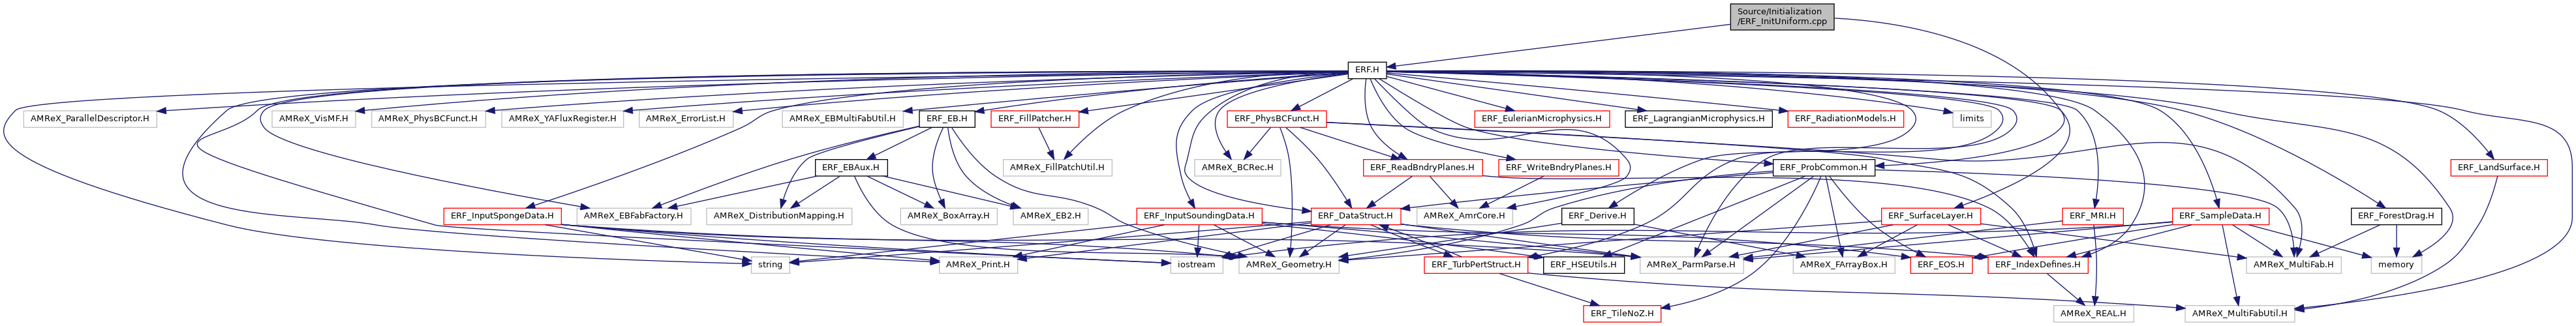 Source/Initialization
/ERF_InitUniform.cpp
ERF.H
AMReX_ParallelDescriptor.H
AMReX_VisMF.H
AMReX_PhysBCFunct.H
AMReX_YAFluxRegister.H
AMReX_ErrorList.H
AMReX_EBMultiFabUtil.H
ERF_EB.H
ERF_FillPatcher.H
ERF_PhysBCFunct.H
ERF_EulerianMicrophysics.H
ERF_LagrangianMicrophysics.H
ERF_RadiationModels.H
limits
ERF_EBAux.H
AMReX_FillPatchUtil.H
AMReX_BCRec.H
ERF_ReadBndryPlanes.H
ERF_WriteBndryPlanes.H
ERF_ProbCommon.H
ERF_LandSurface.H
ERF_InputSpongeData.H
AMReX_EBFabFactory.H
AMReX_DistributionMapping.H
AMReX_BoxArray.H
AMReX_EB2.H
ERF_InputSoundingData.H
ERF_DataStruct.H
AMReX_AmrCore.H
ERF_Derive.H
ERF_SurfaceLayer.H
ERF_MRI.H
ERF_SampleData.H
ERF_ForestDrag.H
string
AMReX_Print.H
iostream
AMReX_Geometry.H
ERF_TurbPertStruct.H
ERF_HSEUtils.H
AMReX_ParmParse.H
AMReX_FArrayBox.H
ERF_EOS.H
ERF_IndexDefines.H
AMReX_MultiFab.H
memory
ERF_TileNoZ.H
AMReX_REAL.H
AMReX_MultiFabUtil.H